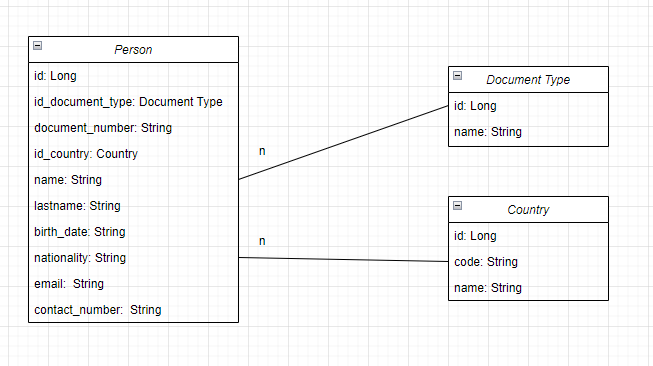 Person
id: Long
id_document_type: Document Type
document_number: String
id_country: Country
name: String
lastname: String
birth_date: String
nationality: String
email:  String
contact_number:  String
n
n
Document Type
id: Long
name: String
Country
id: Long
code: String
name: String